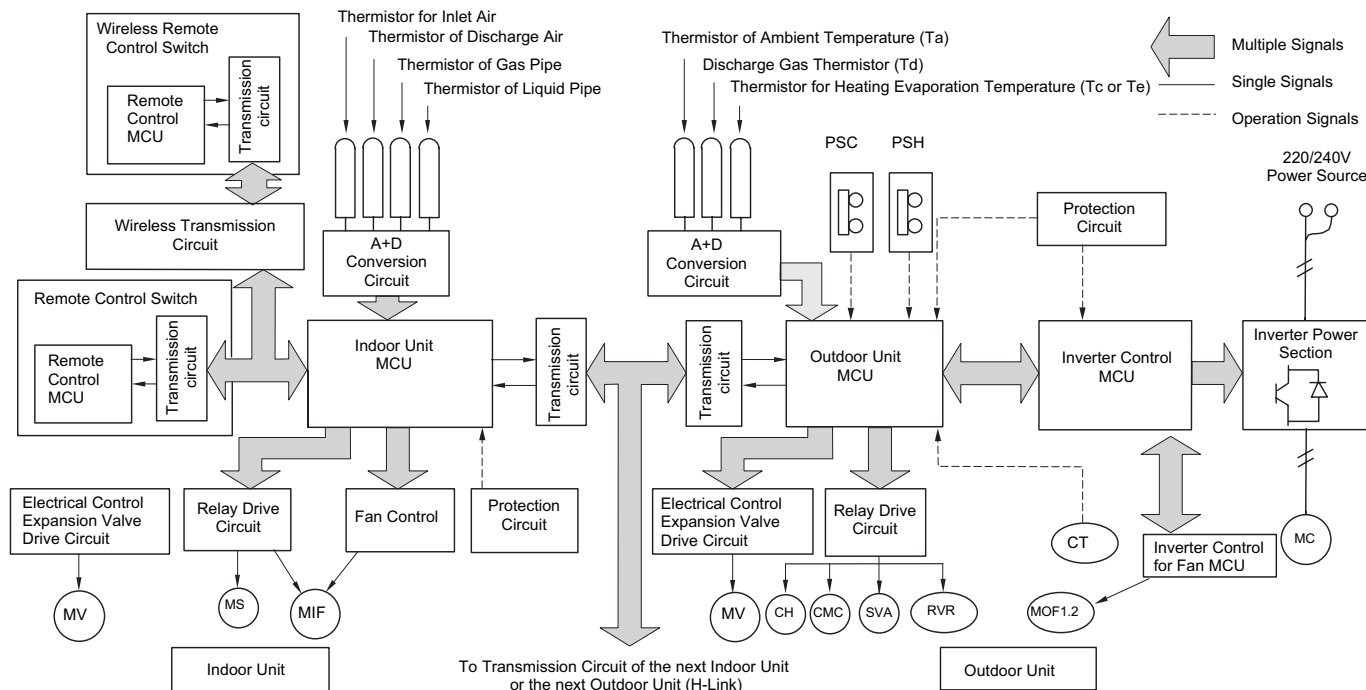 Wireless Remote
Control Switch
Remote
Control
MCU
Transmission
circuit
Wireless Transmission
Circuit
Remote Control Switch
Remote
Control
MCU
Transmission
circuit
Thermistor for Inlet Air
Thermistor of Discharge Air
Thermistor of Gas Pipe
Thermistor of Liquid Pipe
A+D
Conversion
Circuit
Indoor Unit
MCU
Transmission
circuit
Electrical Control
Expansion Valve
Drive Circuit
Relay Drive
Circuit
Fan Control
Protection
Circuit
MV
MS
MIF
Indoor Unit
Thermistor of Ambient Temperature (Ta)
Discharge Gas Thermistor (Td)
Thermistor for Heating Evaporation Temperature (Tc or Te)
PSC
PSH
A+D
Conversion
Circuit
Transmission
circuit
Outdoor Unit
MCU
Protection
Circuit
Inverter Control
MCU
220/240V
Power Source
Inverter Power
Section
Electrical Control
Expansion Valve
Drive Circuit
Relay Drive
Circuit
CT
Inverter Control
for Fan MCU
MC
MV
CH
CMC
SVA
RVR
MOF1.2
To Transmission Circuit of the next Indoor Unit
or the next Outdoor Unit (H-Link)
Outdoor Unit
Multiple Signals
Single Signals
Operation Signals